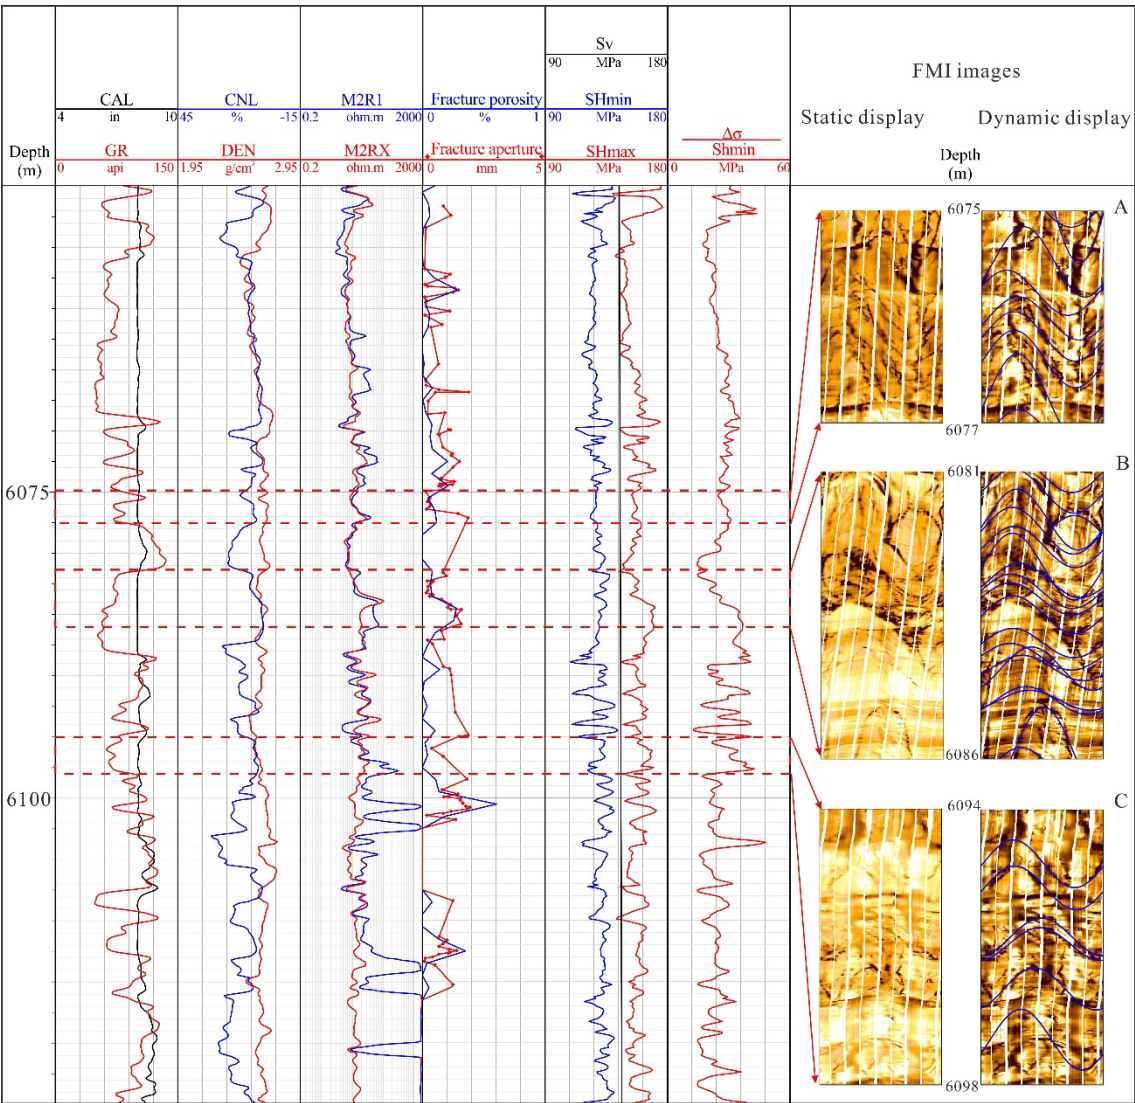 Sv
90 MPa 180
FMI images
CAL CNL M2R1 Fracture porosity SHmin Static display Dynamic display
4 in 10 45 % -15 0.2 ohm.m 2000 0 % 1 90 MPa 180
Δσ
Depth (m) GR DEN M2RX Fracture aperture SHmax Shmin Depth (m)
0 api 150 1.95 g/cm³ 2.95 0.2 ohm.m 2000 0 mm 5 90 MPa 180 0 MPa 60
6075 A
6077
6081 B
6075
6086
6094 C
6100
6098